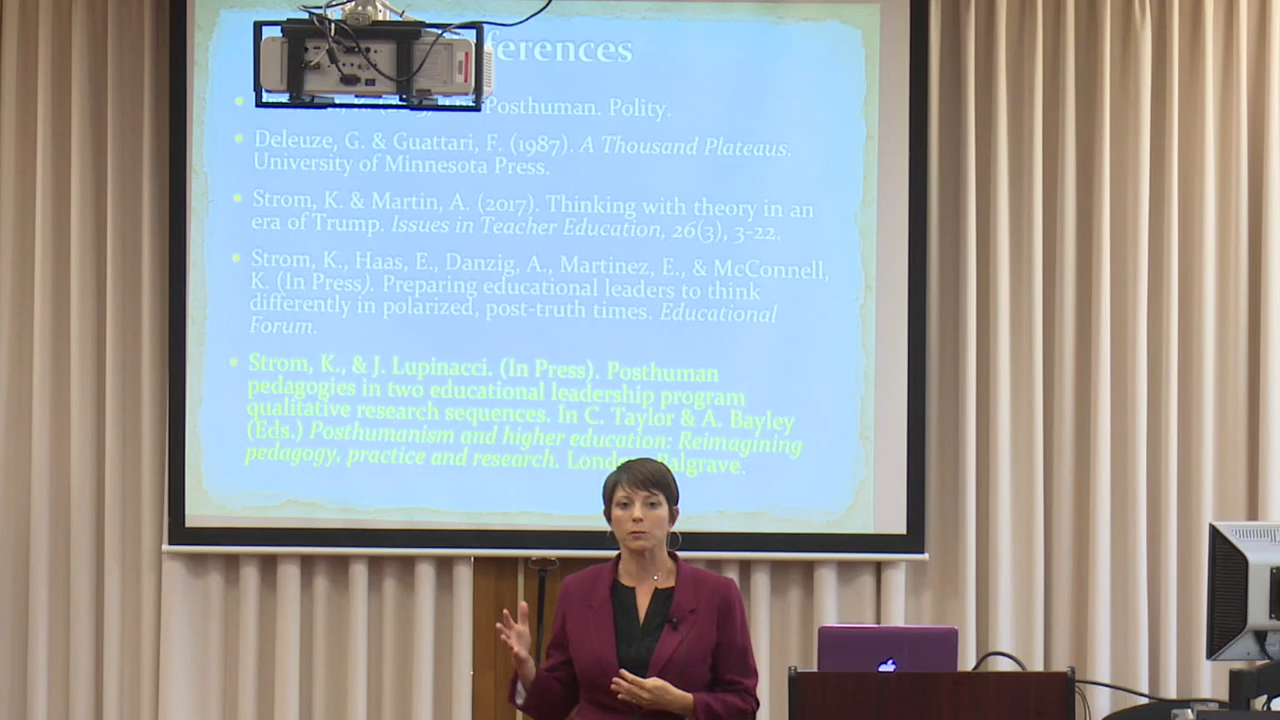 ferences
Posthuman. Polity.
Deleuze, G. & Guattari, F. (1987). A Thousand Plateaus.
University of Minnesota Press.
Strom, K. & Martin, A. (2017). Thinking with theory in an
era of Trump. Issues in Teacher Education, 26(3), 3-22.
Strom, K., Haas, E., Danzig, A., Martinez, E., & McConnell,
K. (In Press). Preparing educational leaders to think
differently in polarized, post-truth times. Educational
Forum.
Strom, K., & J. Lupinacci. (In Press). Posthuman
pedagogies in two educational leadership program
qualitative research sequences. In C. Taylor & A. Bayley
(Eds.) Posthumanism and higher education: Reimagining
pedagogy, practice and research. London: Palgrave.